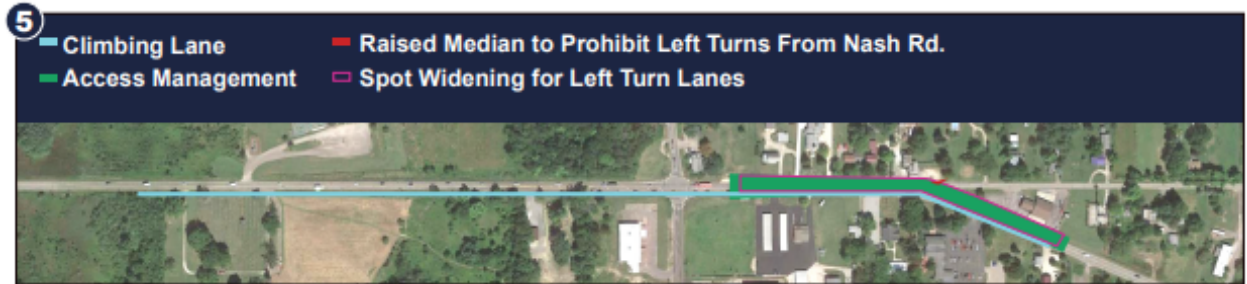 5
Climbing Lane
Raised Median to Prohibit Left Turns From Nash Rd.
Access Management
Spot Widening for Left Turn Lanes